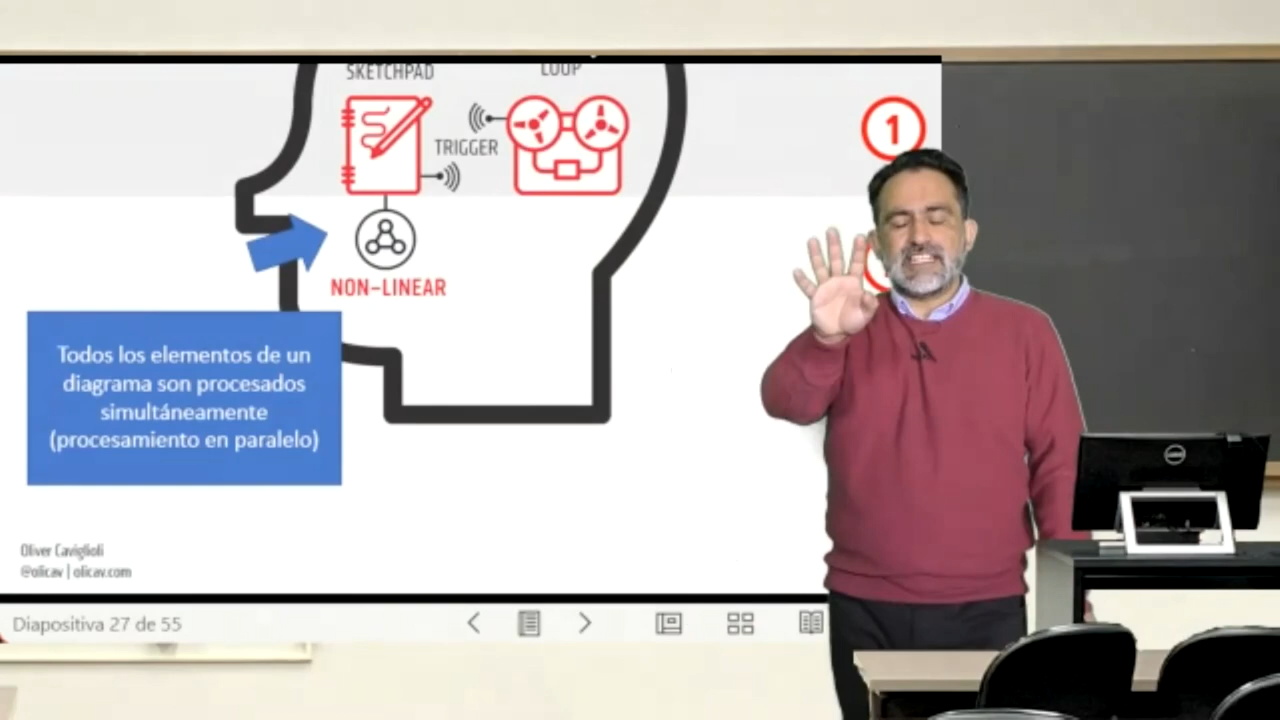 SKETCHPAD
LOOP
TRIGGER
1
NON-LINEAR
Todos los elementos de un
diagrama son procesados
simultáneamente
(procesamiento en paralelo)
Oliver Caviglioli
@olicav | olicav.com
Diapositiva 27 de 55